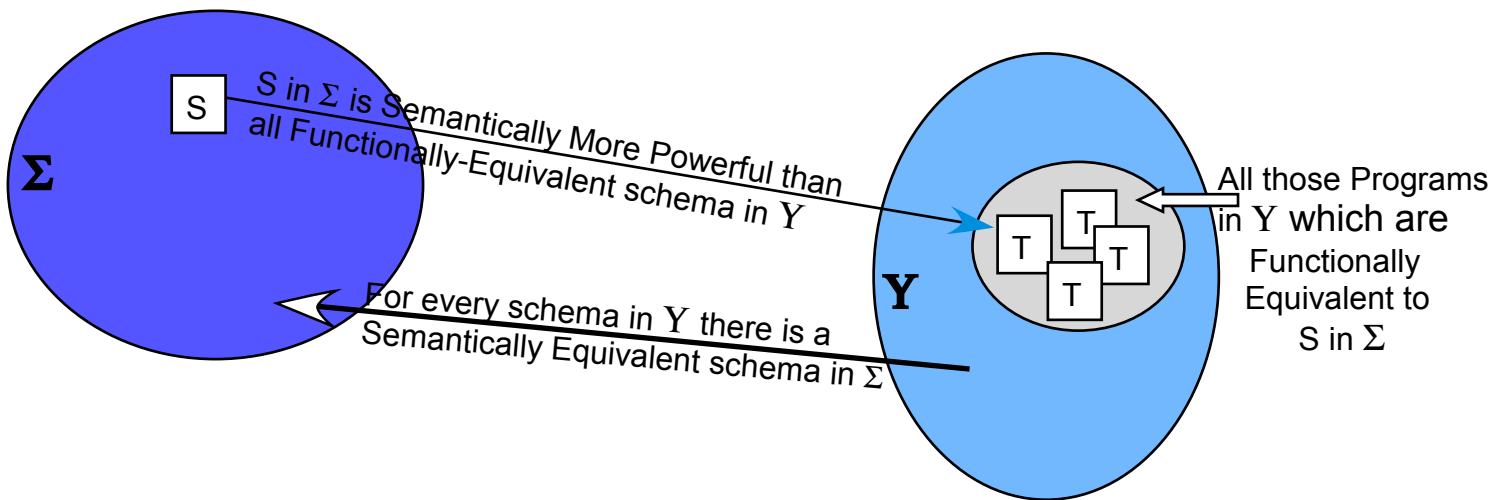 S
Σ
S in Σ is Semantically More Powerful than
all Functionally-Equivalent schema in Υ
For every schema in Υ there is a
Semantically Equivalent schema in Σ
Υ
T
T
T
T
All those Programs
in Υ which are
Functionally
Equivalent to
S in Σ